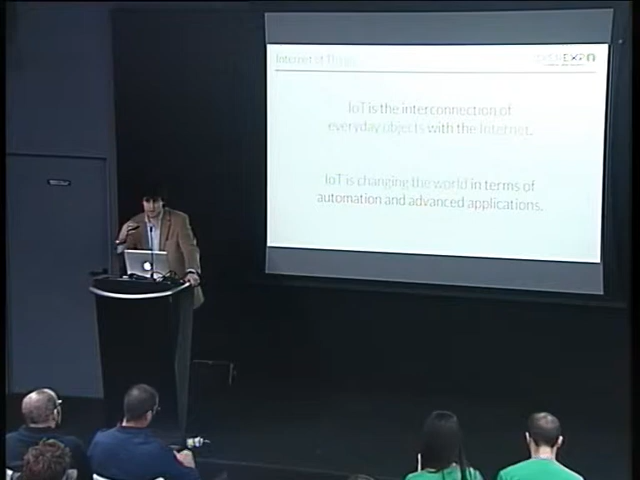 Internet of Things
IoT is the interconnection of
everyday objects with the Internet.
IoT is changing the world in terms of
automation and advanced applications.